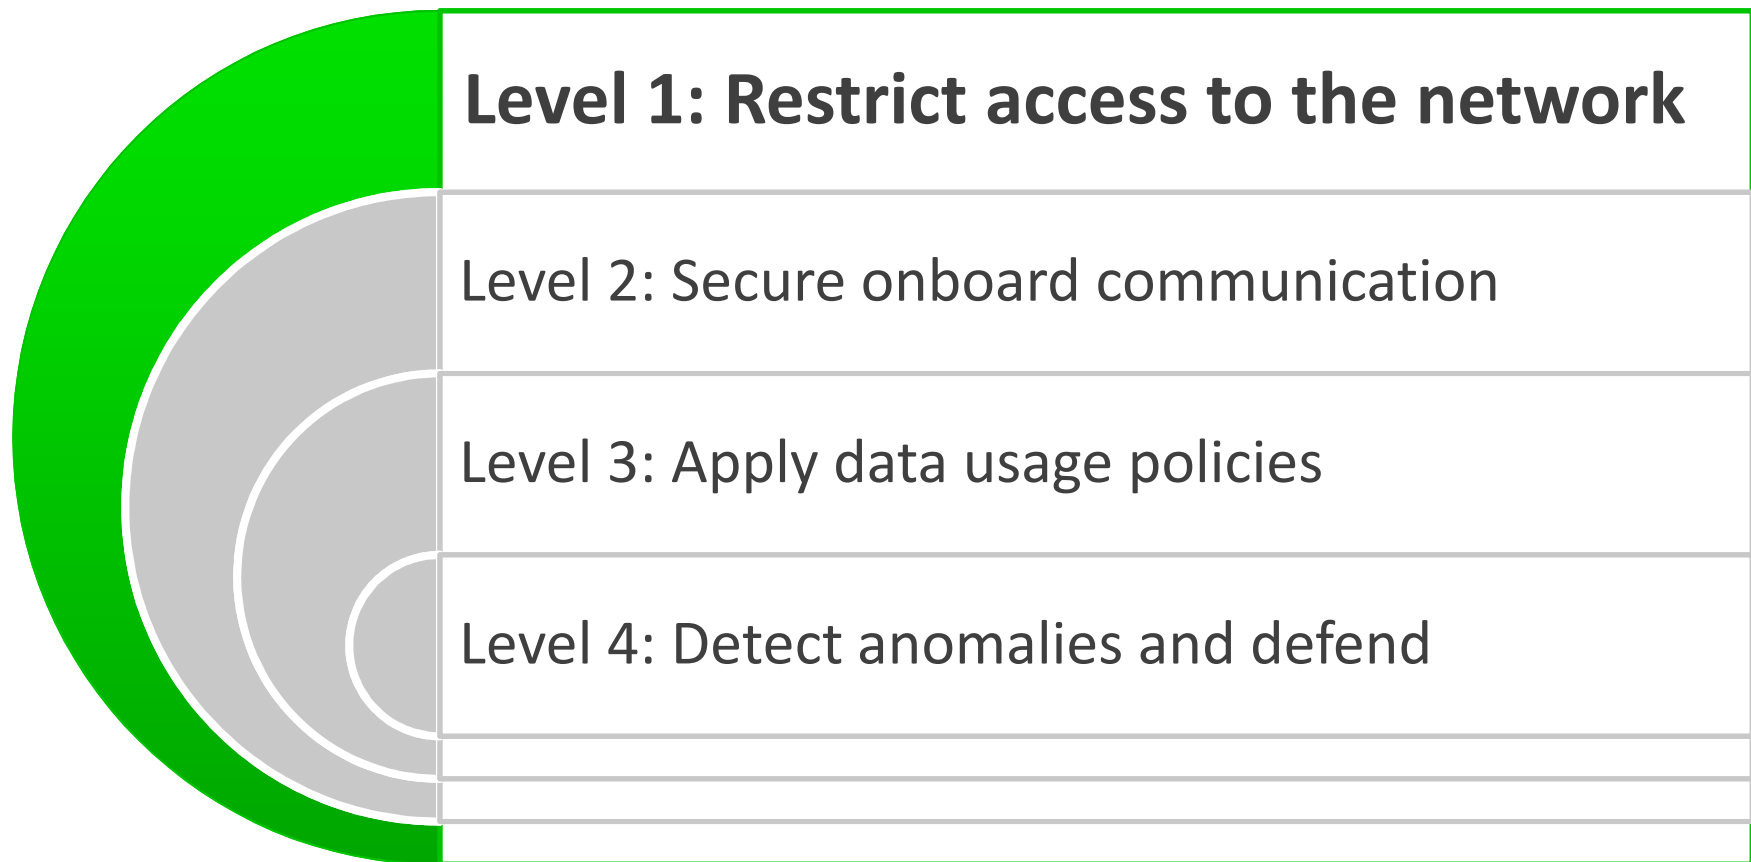 Level 1: Restrict access to the network
Level 2: Secure onboard communication
Level 3: Apply data usage policies
Level 4: Detect anomalies and defend